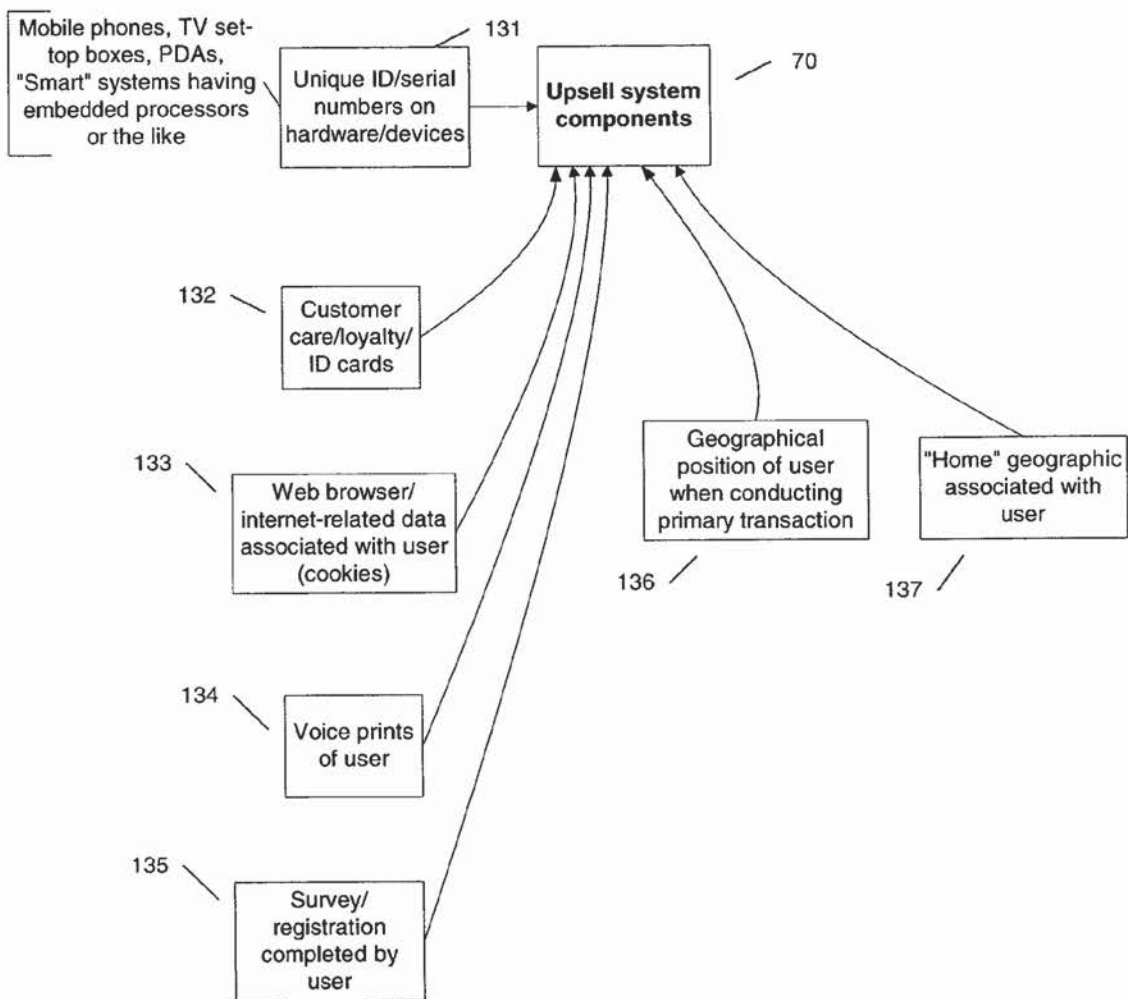 Mobile phones, TV set-
top boxes, PDAs,
"Smart" systems having
embedded processors
or the like
131
Unique ID/serial
numbers on
hardware/devices
Upsell system
components
70
132
Customer
care/loyalty/
ID cards
133
Web browser/
internet-related data
associated with user
(cookies)
Geographical
position of user
when conducting
primary transaction
136
"Home" geographic
associated with
user
137
134
Voice prints
of user
135
Survey/
registration
completed by
user